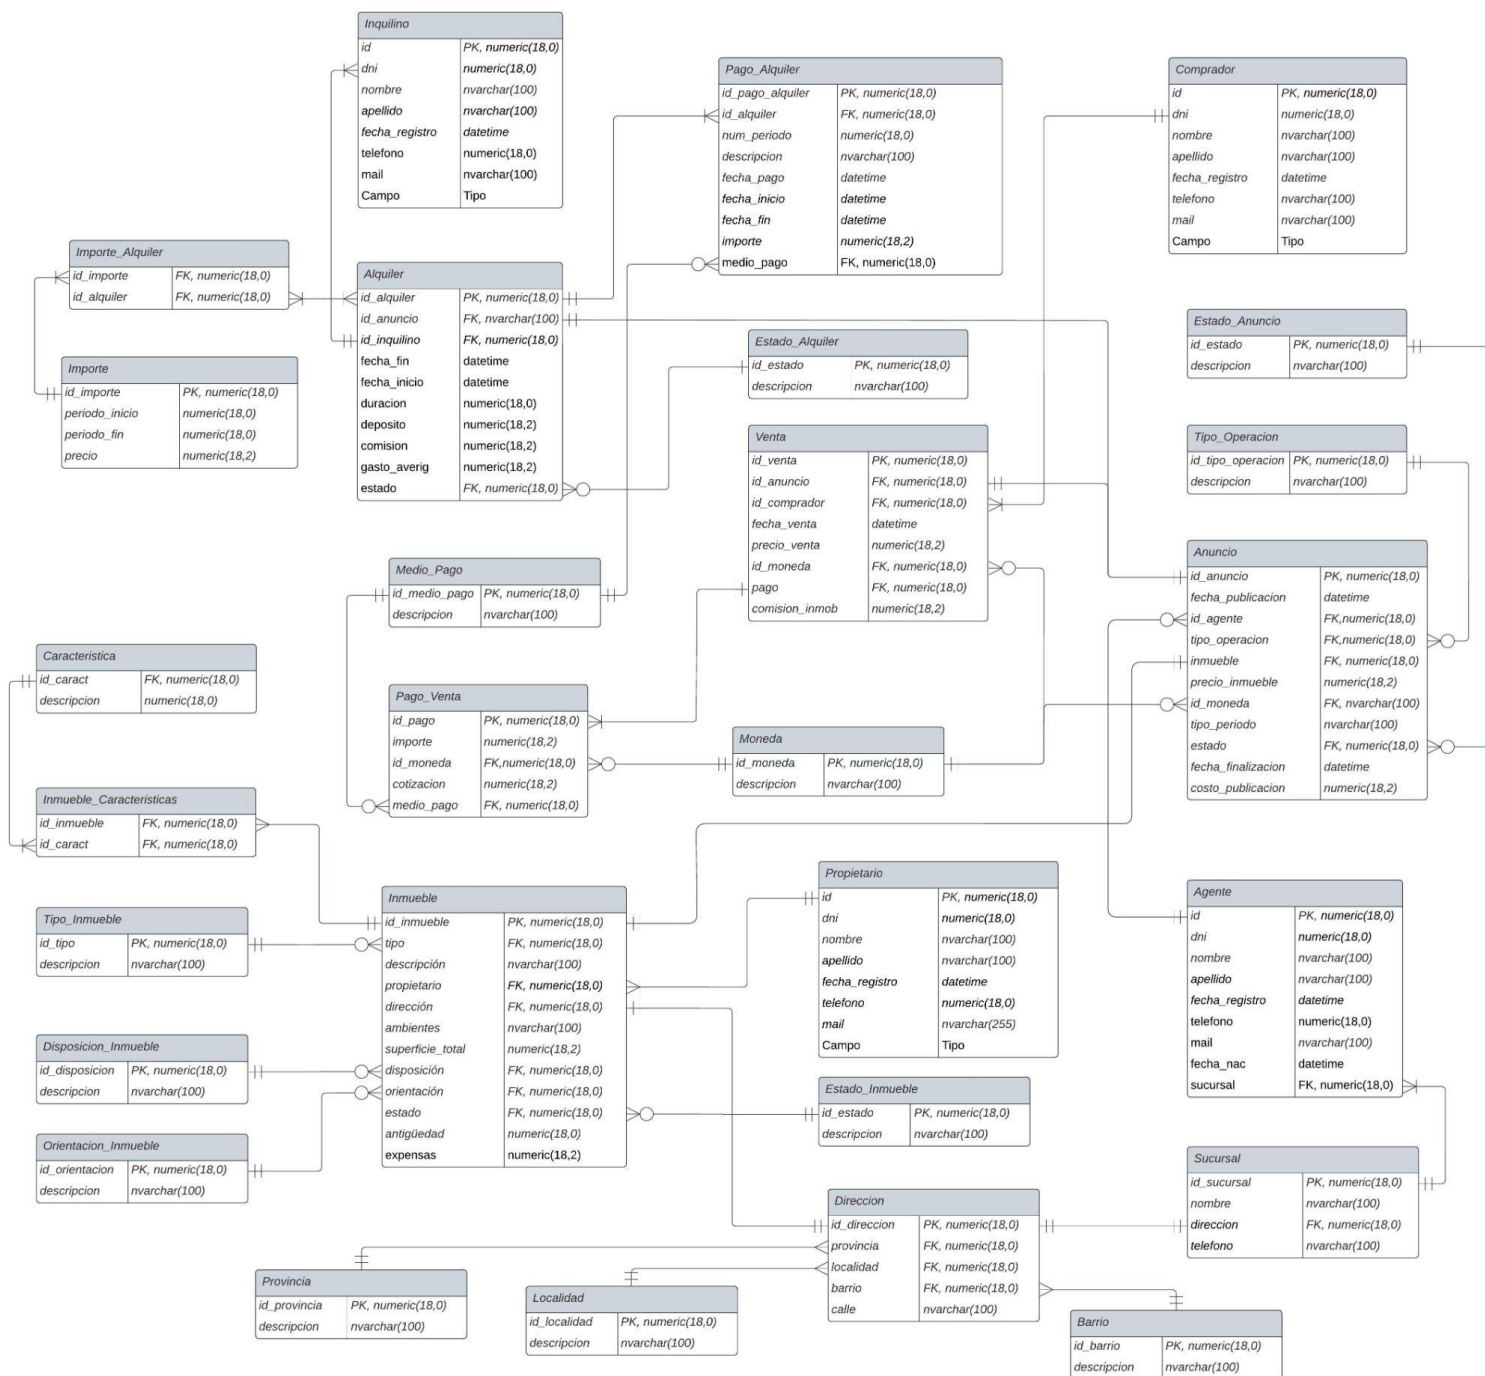 Inquilino
id PK, numeric(18,0)
dni numeric(18,0)
nombre nvarchar(100)
apellido nvarchar(100)
fecha_registro datetime
telefono numeric(18,0)
mail nvarchar(100)
Campo Tipo
Pago_Alquiler
id_pago_alquiler PK, numeric(18,0)
id_alquiler FK, numeric(18,0)
num_periodo numeric(18,0)
descripcion nvarchar(100)
fecha_pago datetime
fecha_inicio datetime
fecha_fin datetime
importe numeric(18,2)
medio_pago FK, numeric(18,0)
Comprador
id PK, numeric(18,0)
dni numeric(18,0)
nombre nvarchar(100)
apellido nvarchar(100)
fecha_registro datetime
telefono nvarchar(100)
mail nvarchar(100)
Campo Tipo
Importe_Alquiler
id_importe FK, numeric(18,0)
id_alquiler FK, numeric(18,0)
Alquiler
id_alquiler PK, numeric(18,0)
id_anuncio FK, nvarchar(100)
id_inquilino FK, numeric(18,0)
fecha_fin datetime
fecha_inicio datetime
duracion numeric(18,0)
deposito numeric(18,2)
comision numeric(18,2)
gasto_averig numeric(18,2)
estado FK, numeric(18,0)
Importe
id_importe PK, numeric(18,0)
periodo_inicio numeric(18,0)
periodo_fin numeric(18,0)
precio numeric(18,2)
Estado_Alquiler
id_estado PK, numeric(18,0)
descripcion nvarchar(100)
Estado_Anuncio
id_estado PK, numeric(18,0)
descripcion nvarchar(100)
Venta
id_venta PK, numeric(18,0)
id_anuncio FK, numeric(18,0)
id_comprador FK, numeric(18,0)
fecha_venta datetime
precio_venta numeric(18,2)
id_moneda FK, numeric(18,0)
pago FK, numeric(18,0)
comision_inmob numeric(18,2)
Tipo_Operacion
id_tipo_operacion PK, numeric(18,0)
descripcion nvarchar(100)
Medio_Pago
id_medio_pago PK, numeric(18,0)
descripcion nvarchar(100)
Anuncio
id_anuncio PK, numeric(18,0)
fecha_publicacion datetime
id_agente FK,numeric(18,0)
tipo_operacion FK,numeric(18,0)
inmueble FK, numeric(18,0)
precio_inmueble numeric(18,2)
id_moneda FK, nvarchar(100)
tipo_periodo nvarchar(100)
estado FK, numeric(18,0)
fecha_finalizacion datetime
costo_publicacion numeric(18,2)
Caracteristica
id_caract FK, numeric(18,0)
descripcion numeric(18,0)
Pago_Venta
id_pago PK, numeric(18,0)
importe numeric(18,2)
id_moneda FK,numeric(18,0)
cotizacion numeric(18,2)
medio_pago FK, numeric(18,0)
Moneda
id_moneda PK, numeric(18,0)
descripcion nvarchar(100)
Inmueble_Caracteristicas
id_inmueble FK, numeric(18,0)
id_caract FK, numeric(18,0)
Inmueble
id_inmueble PK, numeric(18,0)
tipo FK, numeric(18,0)
descripción nvarchar(100)
propietario FK, numeric(18,0)
dirección FK, numeric(18,0)
ambientes nvarchar(100)
superficie_total numeric(18,2)
disposición FK, numeric(18,0)
orientación FK, numeric(18,0)
estado FK, numeric(18,0)
antigüedad numeric(18,0)
expensas numeric(18,2)
Propietario
id PK, numeric(18,0)
dni numeric(18,0)
nombre nvarchar(100)
apellido nvarchar(100)
fecha_registro datetime
telefono numeric(18,0)
mail nvarchar(255)
Campo Tipo
Agente
id PK, numeric(18,0)
dni numeric(18,0)
nombre nvarchar(100)
apellido nvarchar(100)
fecha_registro datetime
telefono numeric(18,0)
mail nvarchar(100)
fecha_nac datetime
sucursal FK, numeric(18,0)
Tipo_Inmueble
id_tipo PK, numeric(18,0)
descripcion nvarchar(100)
Disposicion_Inmueble
id_disposicion PK, numeric(18,0)
descripcion nvarchar(100)
Estado_Inmueble
id_estado PK, numeric(18,0)
descripcion nvarchar(100)
Orientacion_Inmueble
id_orientacion PK, numeric(18,0)
descripcion nvarchar(100)
Sucursal
id_sucursal PK, numeric(18,0)
nombre nvarchar(100)
direccion FK, numeric(18,0)
telefono nvarchar(100)
Direccion
id_direccion PK, numeric(18,0)
provincia FK, numeric(18,0)
localidad FK, numeric(18,0)
barrio FK, numeric(18,0)
calle nvarchar(100)
Provincia
id_provincia PK, numeric(18,0)
descripcion nvarchar(100)
Localidad
id_localidad PK, numeric(18,0)
descripcion nvarchar(100)
Barrio
id_barrio PK, numeric(18,0)
descripcion nvarchar(100)